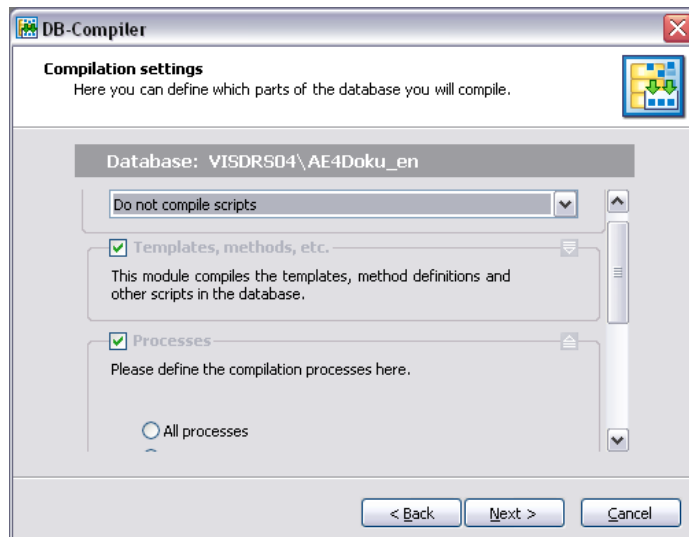 DB-Compiler
Compilation settings
Here you can define which parts of the database you will compile.
Database: VISDRS04\AE4Doku_en
Do not compile scripts
Templates, methods, etc.
This module compiles the templates, method definitions and
other scripts in the database.
Processes
Please define the compilation processes here.
All processes
< Back
Next >
Cancel